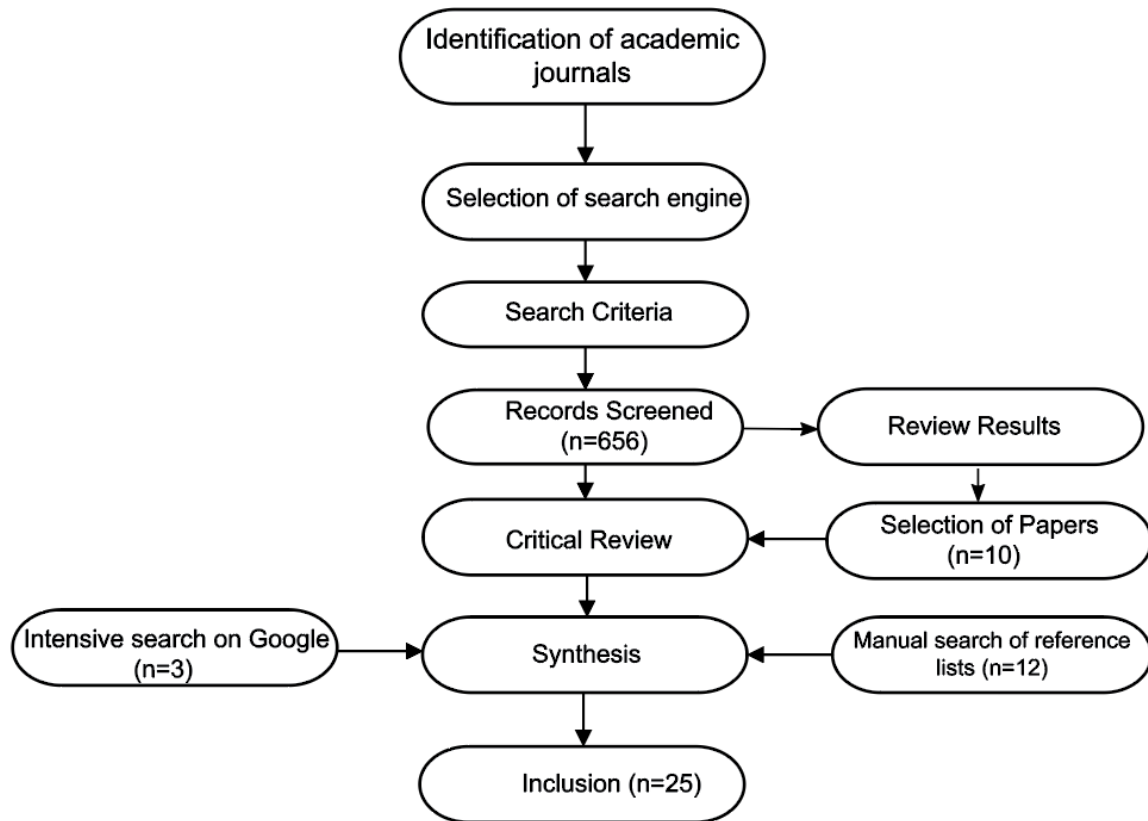 Identification of academic
journals
Selection of search engine
Search Criteria
Records Screened
(n=656)
Review Results
Critical Review
Selection of Papers
(n=10)
Intensive search on Google
(n=3)
Synthesis
Manual search of reference
lists (n=12)
Inclusion (n=25)